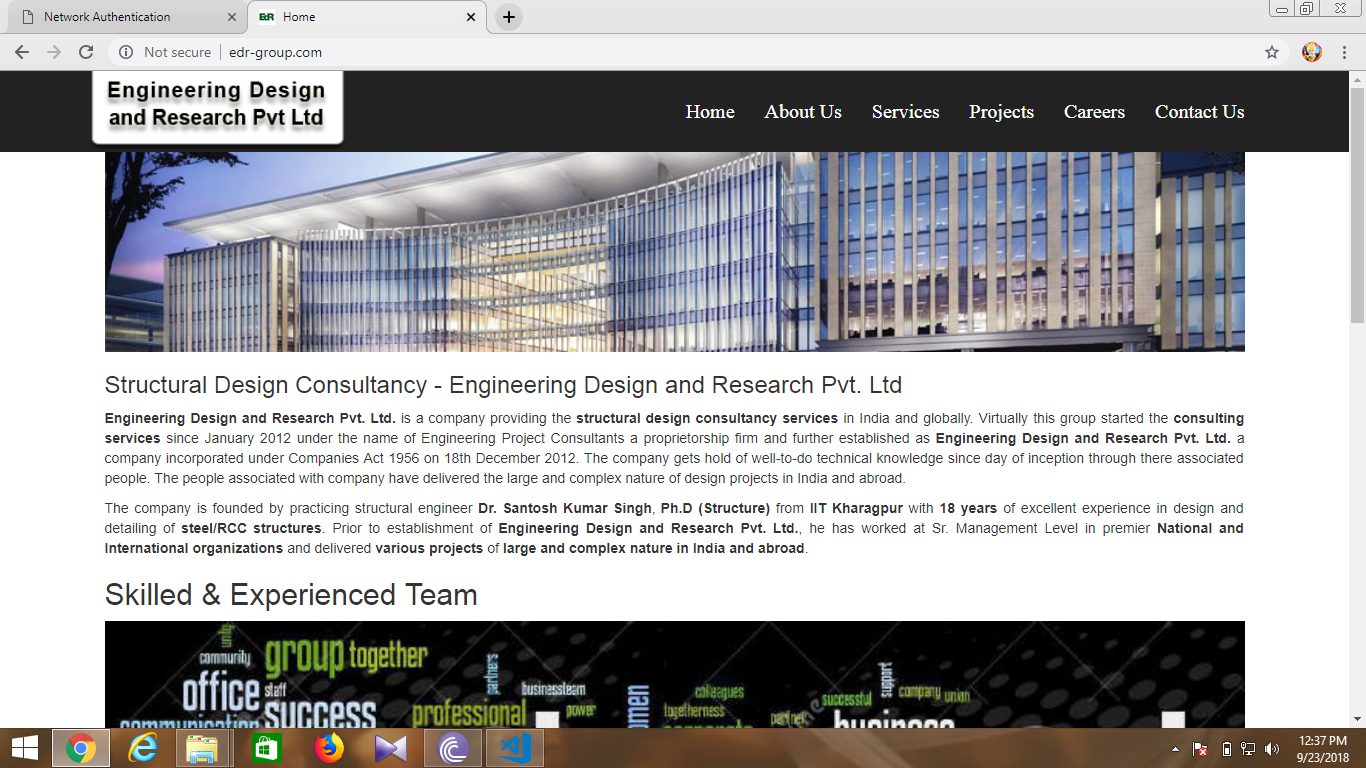 Network Authentication
EDR Home
Not secure edr-group.com
Engineering Design
and Research Pvt Ltd
Home About Us Services Projects Careers Contact Us
Structural Design Consultancy - Engineering Design and Research Pvt. Ltd
Engineering Design and Research Pvt. Ltd. is a company providing the structural design consultancy services in India and globally. Virtually this group started the consulting
services since January 2012 under the name of Engineering Project Consultants a proprietorship firm and further established as Engineering Design and Research Pvt. Ltd. a
company incorporated under Companies Act 1956 on 18th December 2012. The company gets hold of well-to-do technical knowledge since day of inception through there associated
people. The people associated with company have delivered the large and complex nature of design projects in India and abroad.
The company is founded by practicing structural engineer Dr. Santosh Kumar Singh, Ph.D (Structure) from IIT Kharagpur with 18 years of excellent experience in design and
detailing of steel/RCC structures. Prior to establishment of Engineering Design and Research Pvt. Ltd., he has worked at Sr. Management Level in premier National and
International organizations and delivered various projects of large and complex nature in India and abroad.
Skilled & Experienced Team
unity
community group together
partners
office staff
success
communication
professional
businessteam
power
colleagues
togetherness
corporate
partner
successful
support
company union
business
12:37 PM
9/23/2018